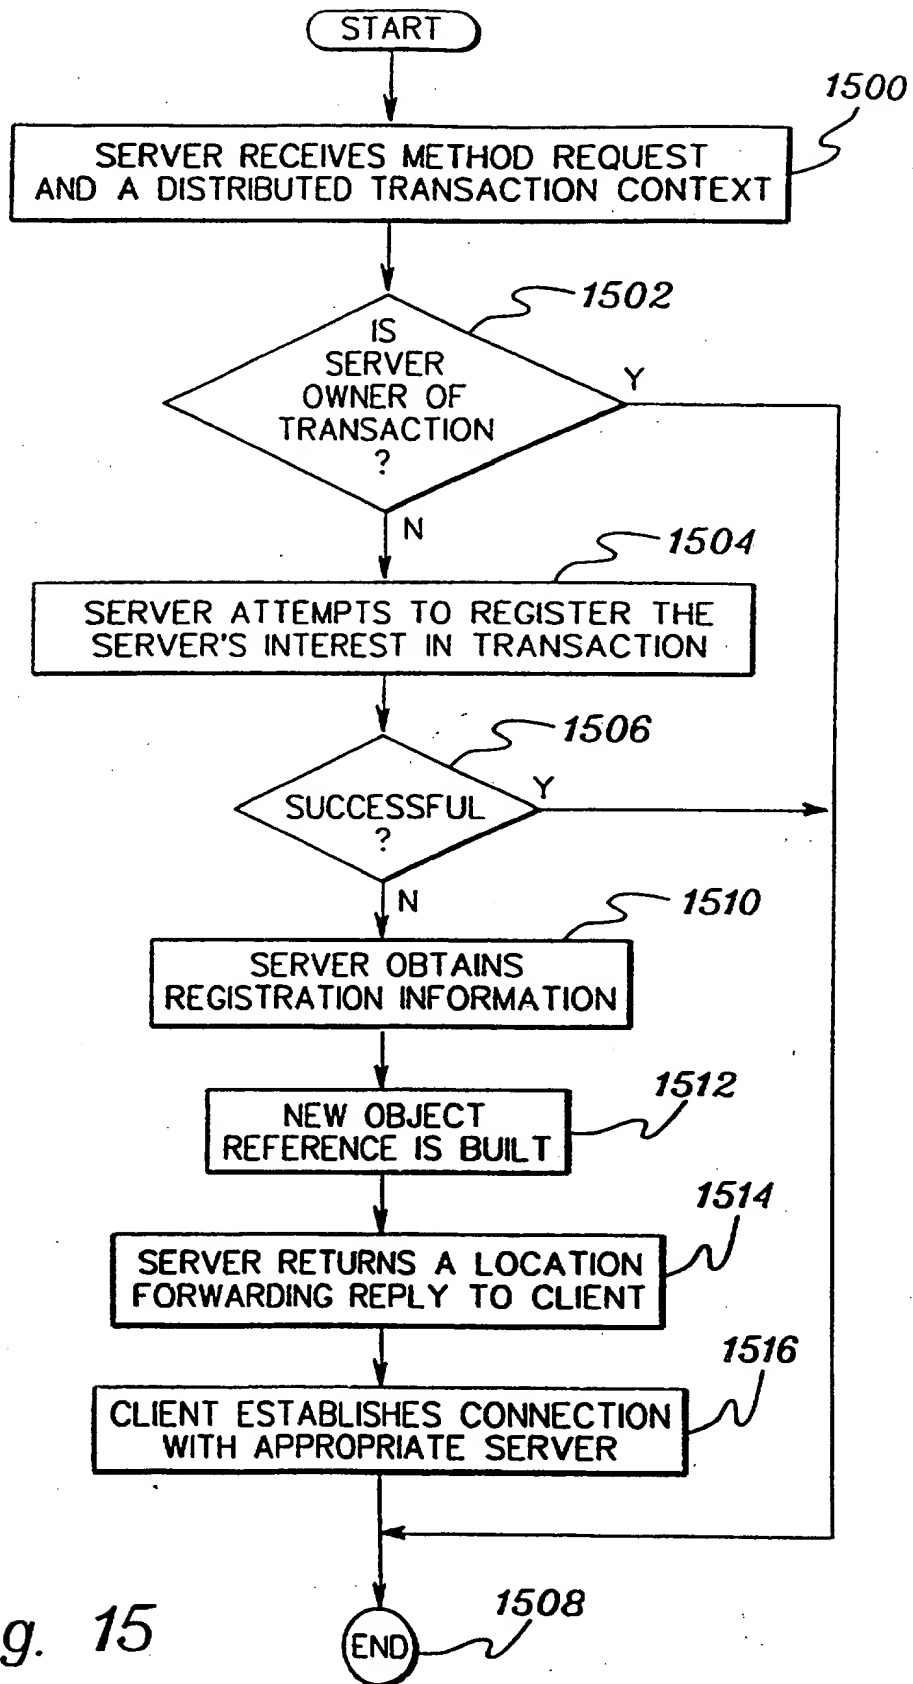 START
1500
SERVER RECEIVES METHOD REQUEST
AND A DISTRIBUTED TRANSACTION CONTEXT
1502
IS
SERVER
OWNER OF
TRANSACTION
?
Y
N
1504
SERVER ATTEMPTS TO REGISTER THE
SERVER'S INTEREST IN TRANSACTION
1506
SUCCESSFUL
?
Y
N
1510
SERVER OBTAINS
REGISTRATION INFORMATION
1512
NEW OBJECT
REFERENCE IS BUILT
1514
SERVER RETURNS A LOCATION
FORWARDING REPLY TO CLIENT
1516
CLIENT ESTABLISHES CONNECTION
WITH APPROPRIATE SERVER
1508
END
g. 15